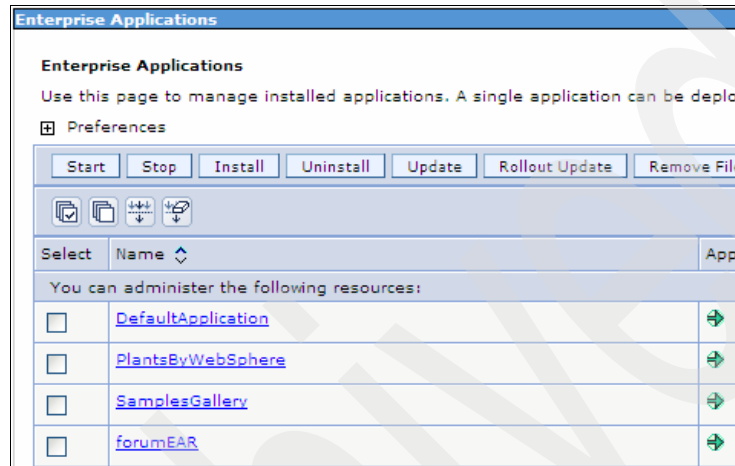 Enterprise Applications
Enterprise Applications
Use this page to manage installed applications. A single application can be deplo
Preferences
Start Stop Install Uninstall Update Rollout Update Remove Fil
Select Name App
You can administer the following resources:
DefaultApplication
PlantsByWebSphere
SamplesGallery
forumEAR